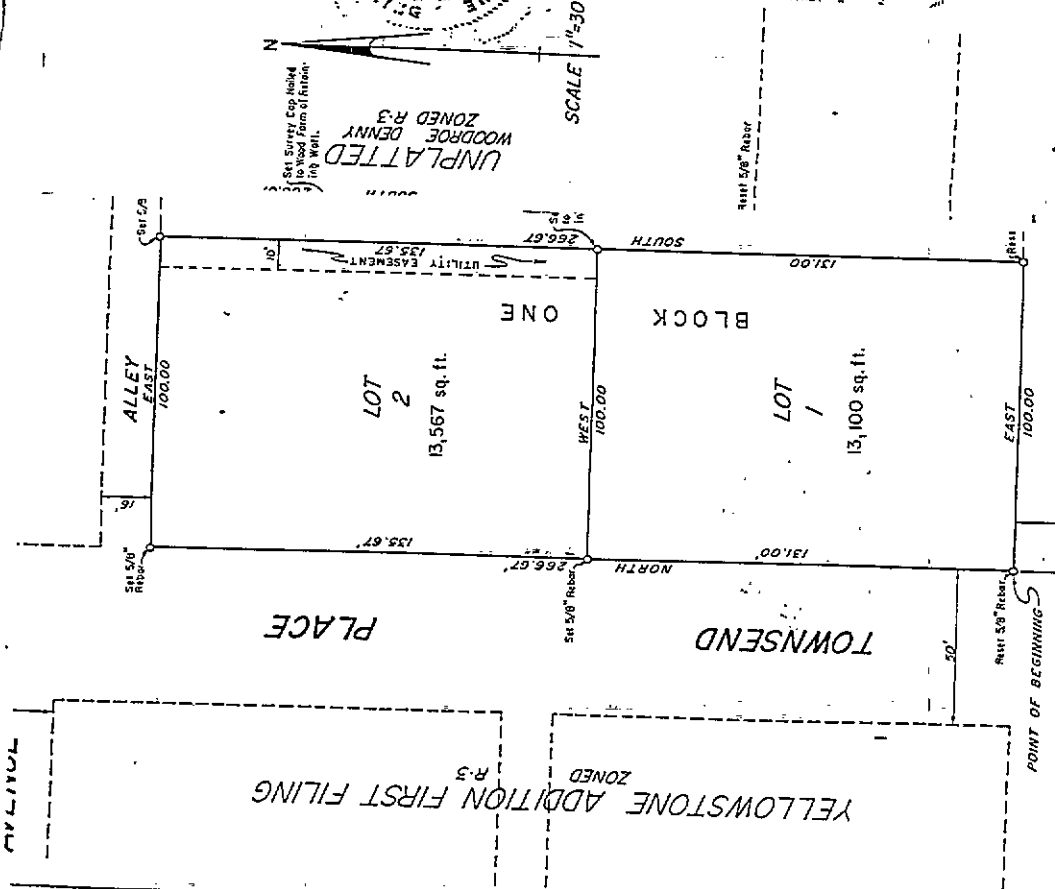 N
SCALE 1"=30
Set Survey Cap Nailed
to Wood Form of Retain-
ing Wall.
UNPLATTED
WOODROE DENNY
ZONED R-3
SOUTH
Reset 5/8" Rebar
Set 5/8
ALLEY
EAST
100.00
16'
10'
UTILITY EASEMENT
135.67
266.67
SOUTH
131.00
ONE
BLOCK
LOT
2
13,567 sq. ft.
WEST
100.00
LOT
1
13,100 sq. ft.
EAST
100.00
Set 5/8"
Rebar
135.67'
266.67'
NORTH
131.00'
Set 5/8" Rebar
PLACE
TOWNSEND
50'
Reset 5/8" Rebar
POINT OF BEGINNING
YELLOWSTONE ADDITION FIRST FILING
ZONED R-3